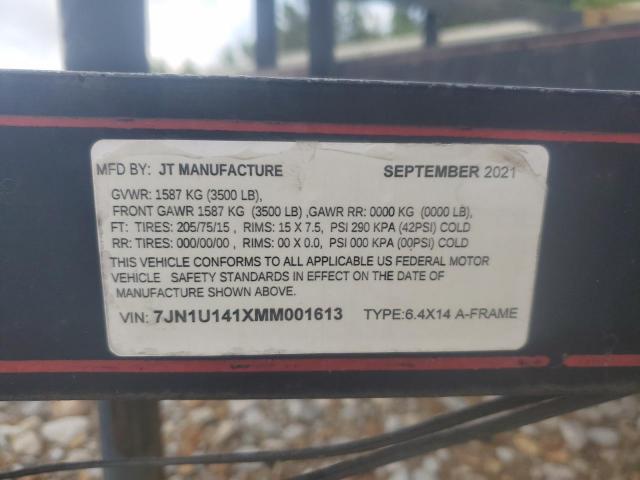 MFD BY: JT MANUFACTURE SEPTEMBER 2021
GVWR: 1587 KG (3500 LB),
FRONT GAWR 1587 KG (3500 LB) ,GAWR RR: 0000 KG (0000 LB),
FT: TIRES: 205/75/15 , RIMS: 15 X 7.5, PSI 290 KPA (42PSI) COLD
RR: TIRES: 000/00/00 , RIMS: 00 X 0.0, PSI 000 KPA (00PSI) COLD
THIS VEHICLE CONFORMS TO ALL APPLICABLE US FEDERAL MOTOR
VEHICLE SAFETY STANDARDS IN EFFECT ON THE DATE OF
MANUFACTURE SHOWN ABOVE.
VIN: 7JN1U141XMM001613 TYPE:6.4X14 A-FRAME